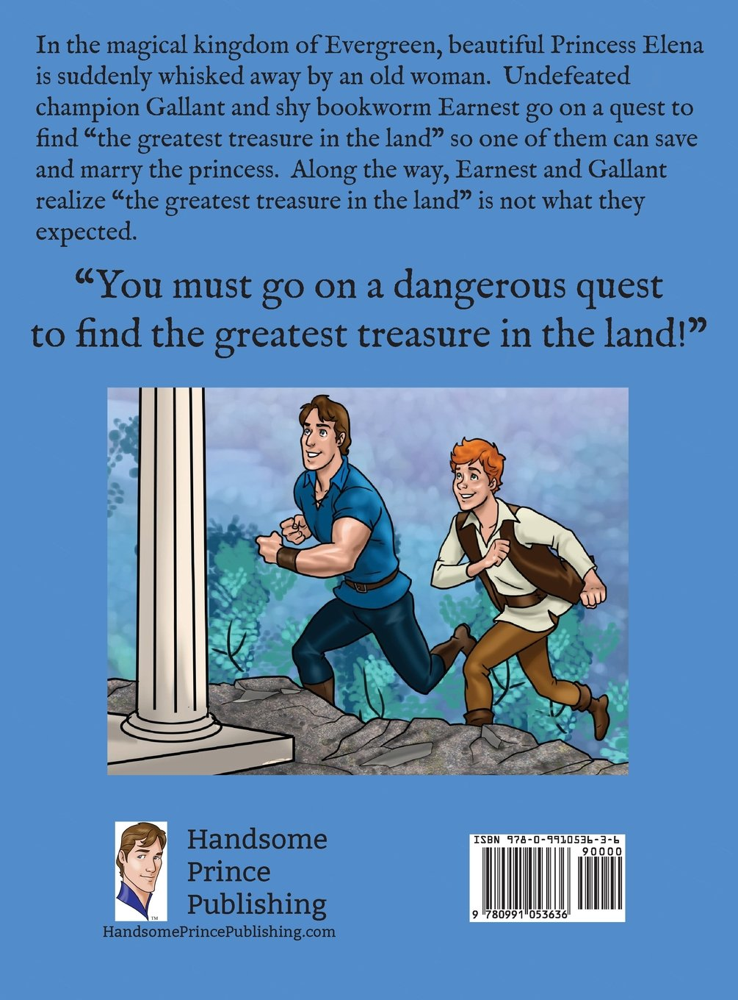 In the magical kingdom of Evergreen, beautiful Princess Elena
is suddenly whisked away by an old woman.  Undefeated
champion Gallant and shy bookworm Earnest go on a quest to
find “the greatest treasure in the land” so one of them can save
and marry the princess.  Along the way, Earnest and Gallant
realize “the greatest treasure in the land” is not what they
expected.
“You must go on a dangerous quest
to find the greatest treasure in the land!”
Handsome
Prince
Publishing
TM
HandsomePrincePublishing.com
ISBN 978-0-9910536-3-6
90000
9 780991 053636